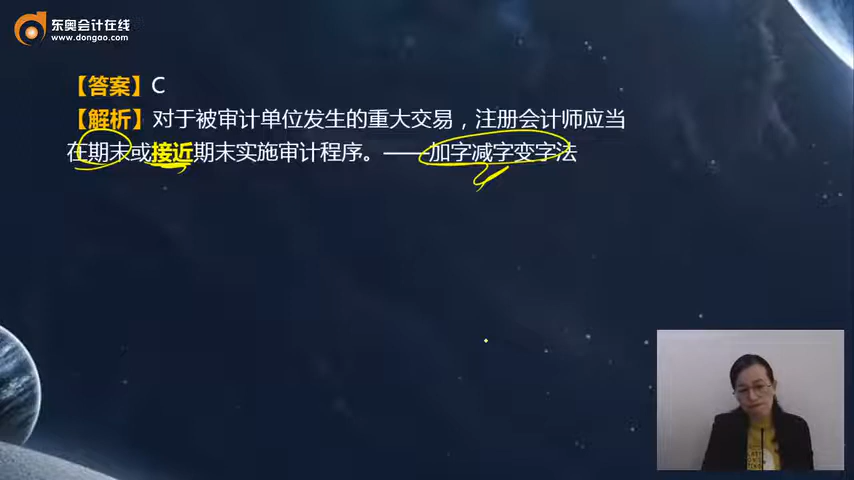 东奥会计在线
www.dongao.com
【答案】C
【解析】对于被审计单位发生的重大交易，注册会计师应当
在期末或接近期末实施审计程序。——加字减字变字法